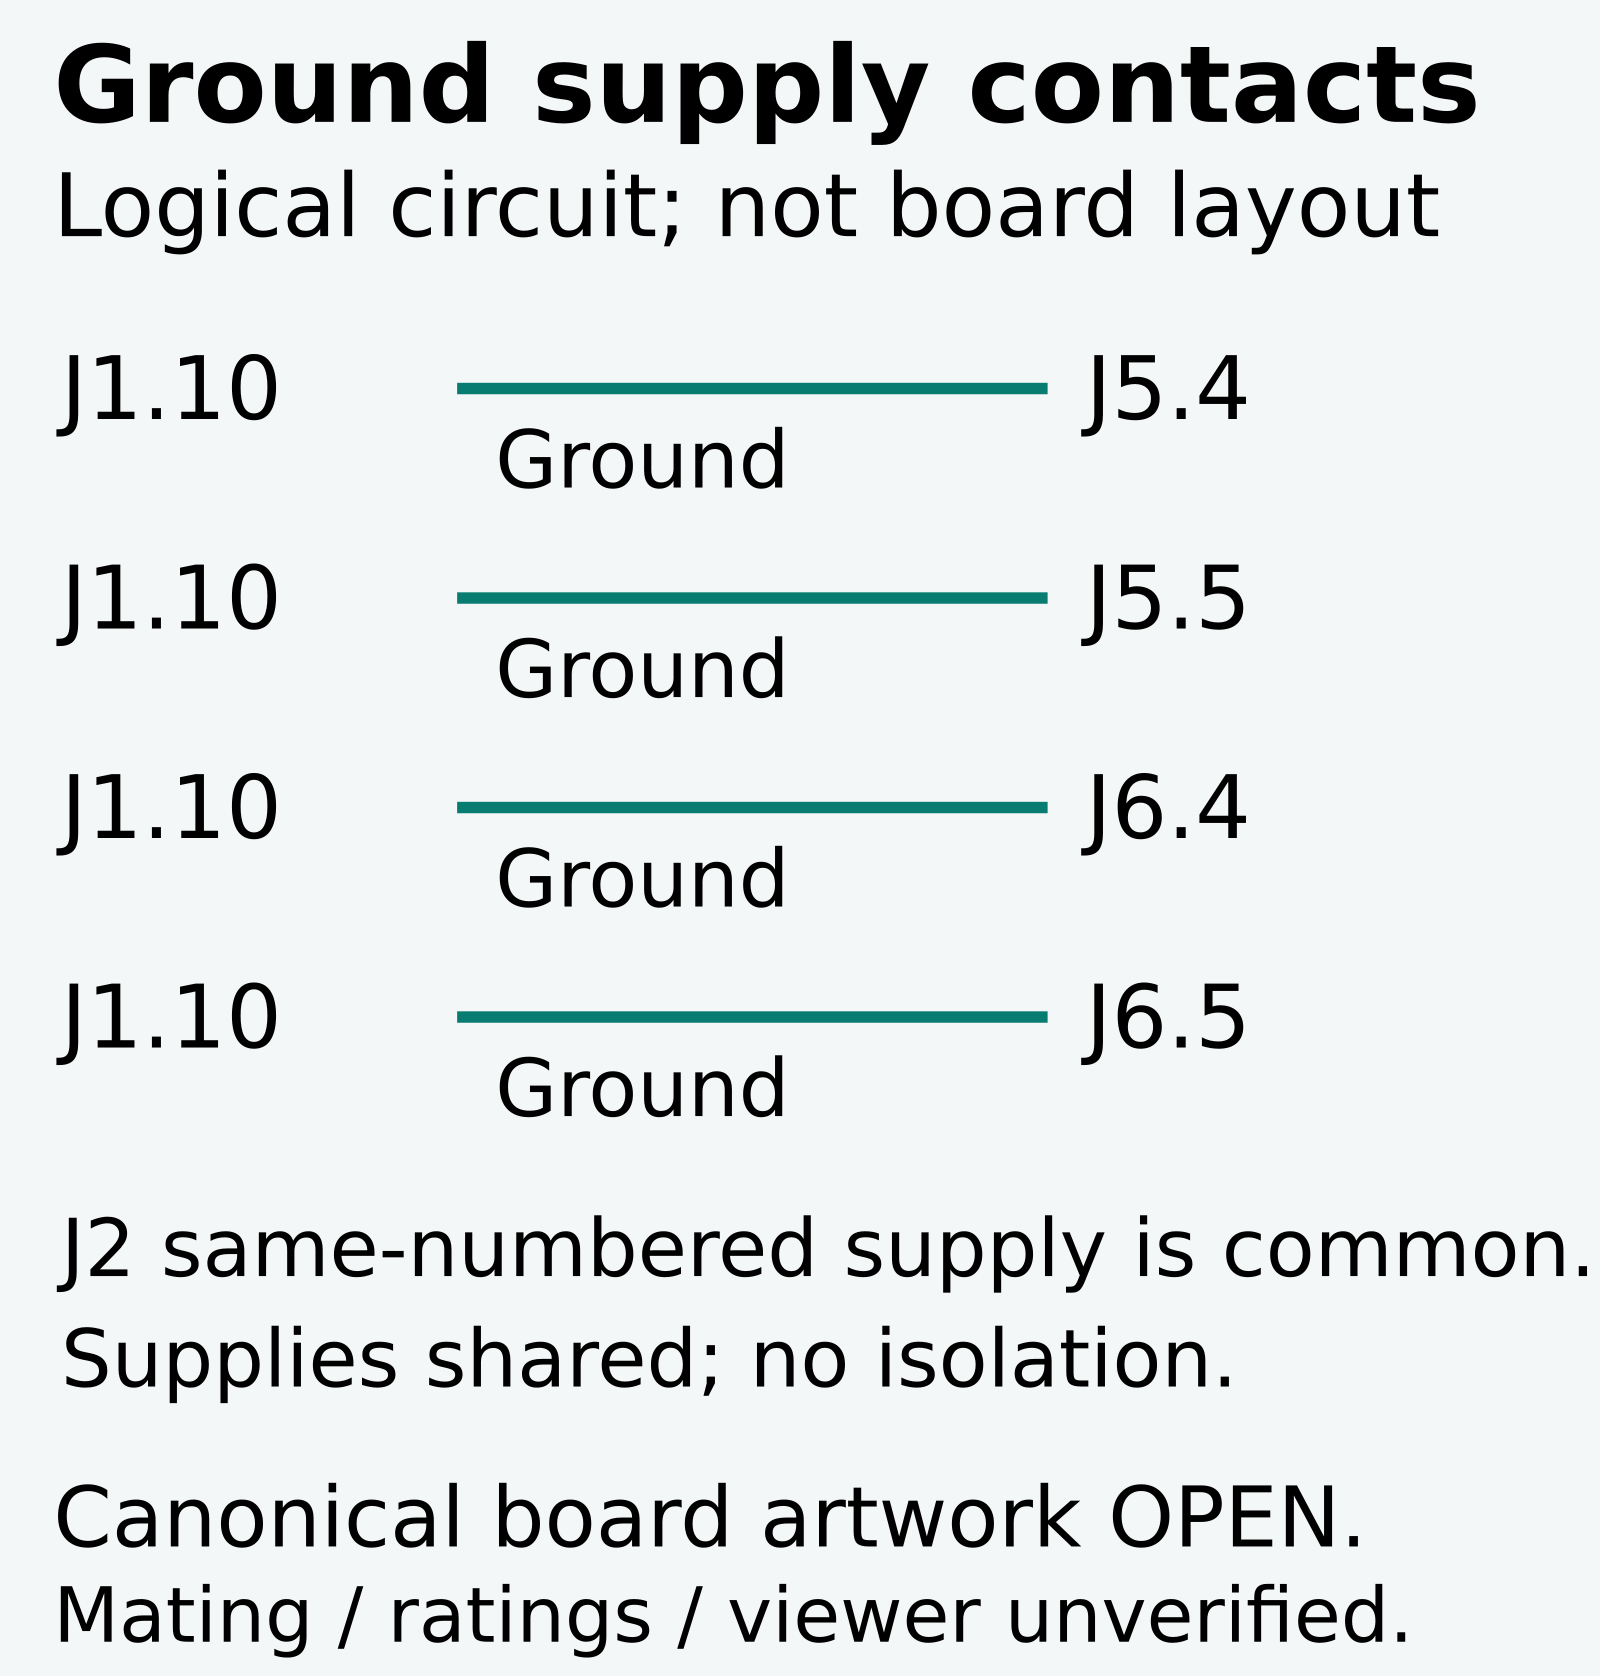 Ground supply contacts
Logical circuit; not board layout
J1.10 J5.4
Ground
J1.10 J5.5
Ground
J1.10 J6.4
Ground
J1.10 J6.5
Ground
J2 same-numbered supply is common.
Supplies shared; no isolation.
Canonical board artwork OPEN.
Mating / ratings / viewer unverified.